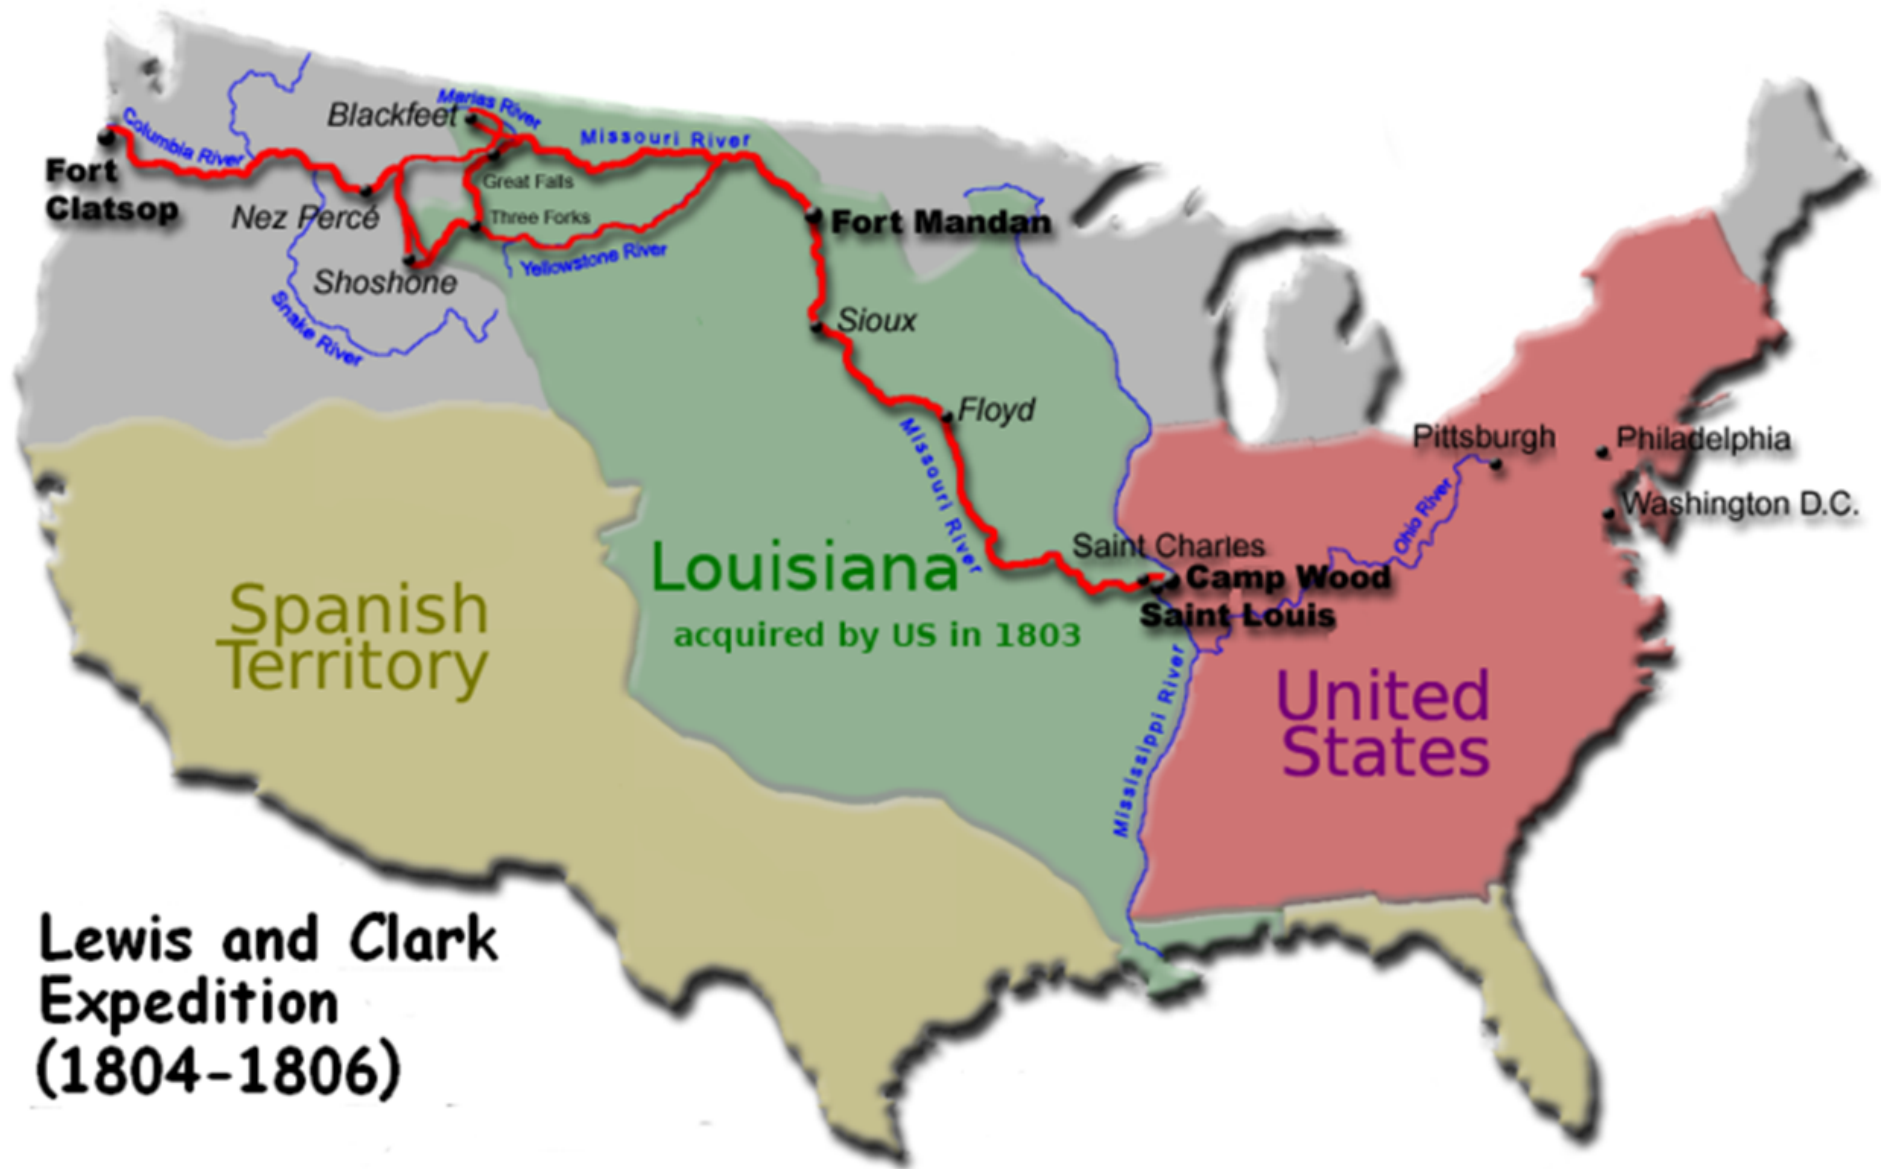 Marias River
Blackfeet
Missouri River
Columbia River
Fort
Clatsop
Great Falls
Nez Percé
Three Forks
Fort Mandan
Yellowstone River
Shoshone
Snake River
Sioux
Floyd
Missouri River
Pittsburgh
Philadelphia
Ohio River
Washington D.C.
Saint Charles
Louisiana
Camp Wood
Saint Louis
acquired by US in 1803
Spanish
Territory
Mississippi River
United
States
Lewis and Clark
Expedition
(1804-1806)